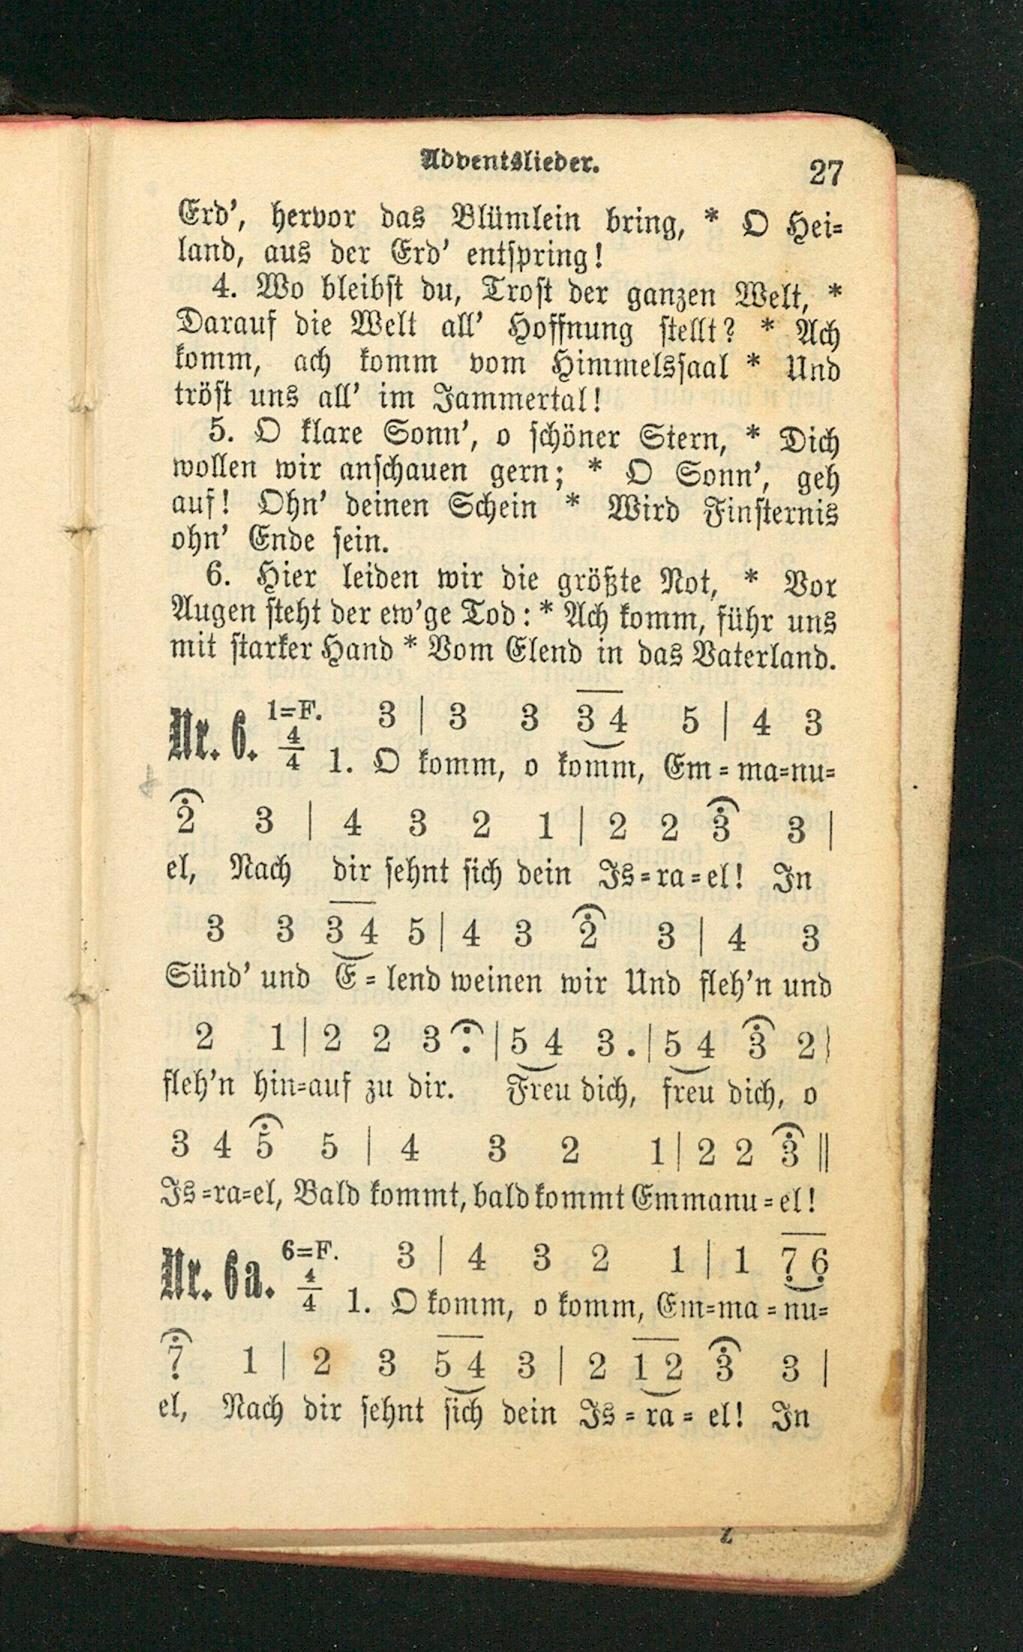 Adventslieder. 27
Erd’, hervor das Blümlein bring, * O Hei-
land, aus der Erd’ entspring!
4. Wo bleibst du, Trost der ganzen Welt, *
Darauf die Welt all’ Hoffnung stellt? * Ach
komm, ach komm vom Himmelssaal * Und
tröst uns all’ im Jammertal!
5. O klare Sonn’, o schöner Stern, * Dich
wollen wir anschauen gern; * O Sonn’, geh
auf! Ohn’ deinen Schein * Wird Finsternis
ohn’ Ende sein.
6. Hier leiden wir die größte Not, * Vor
Augen steht der ew’ge Tod: * Ach komm, führ uns
mit starker Hand * Vom Elend in das Vaterland.
Nr. 6. 1=F. 4/4 3 | 3 3 3 4 5 | 4 3
1. O komm, o komm, Em-ma-nu-
2 3 | 4 3 2 1 | 2 2 3 3 |
el, Nach dir sehnt sich dein Is-ra-el! In
3 3 3 4 5 | 4 3 2 3 | 4 3
Sünd’ und E-lend weinen wir Und fleh’n und
2 1 | 2 2 3 . | 5 4 3 . | 5 4 3 2 |
fleh’n hin-auf zu dir. Freu dich, freu dich, o
3 4 5 5 | 4 3 2 1 | 2 2 3 ||
Is-ra-el, Bald kommt, bald kommt Emmanu-el!
Nr. 6a. 6=F. 4/4 3 | 4 3 2 1 | 1 7̣ 6̣
1. O komm, o komm, Em-ma-nu-
7̣ 1 | 2 3 5 4 3 | 2 1 2 3 3 |
el, Nach dir sehnt sich dein Is-ra-el! In